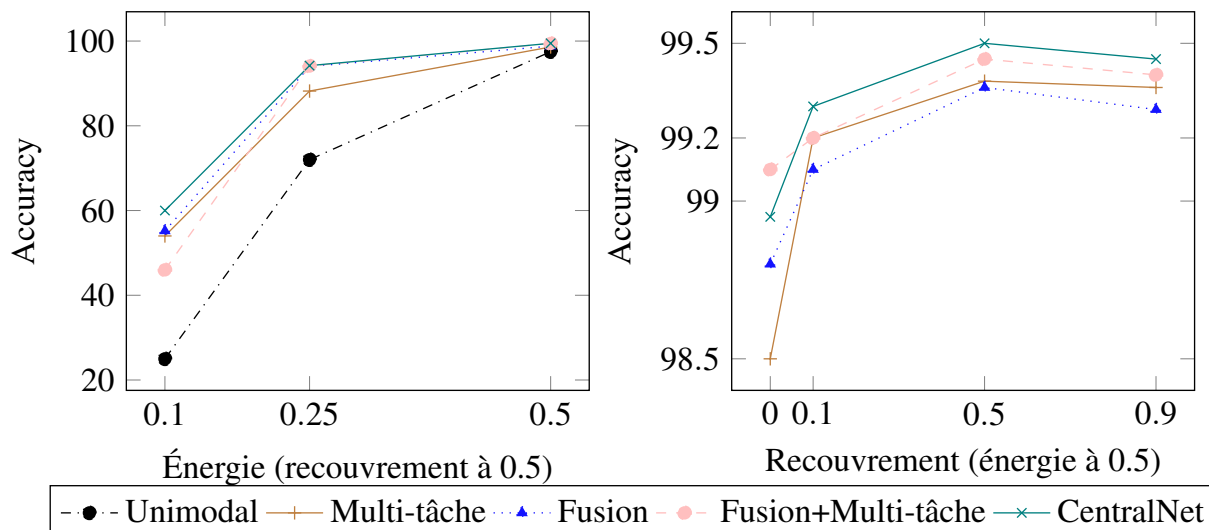 100
80
60
40
20
Accuracy
0.1 0.25 0.5
Énergie (recouvrement à 0.5)
99.5
99.2
99
98.5
Accuracy
0 0.1 0.5 0.9
Recouvrement (énergie à 0.5)
Unimodal Multi-tâche Fusion Fusion+Multi-tâche CentralNet